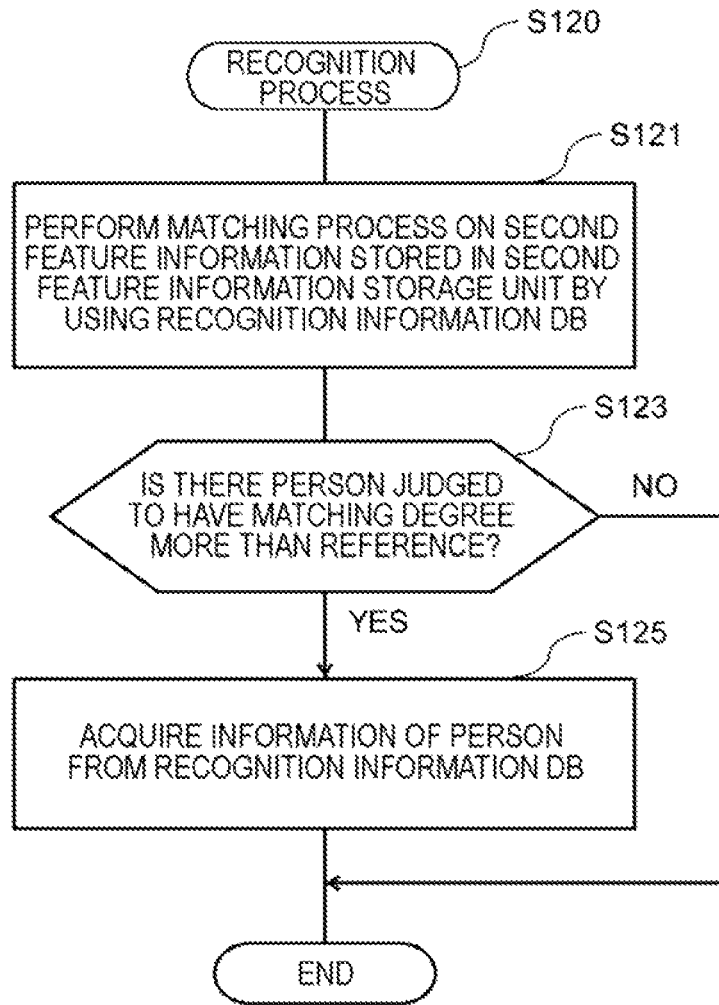 S120
RECOGNITION
PROCESS
S121
PERFORM MATCHING PROCESS ON SECOND
FEATURE INFORMATION STORED IN SECOND
FEATURE INFORMATION STORAGE UNIT BY
USING RECOGNITION INFORMATION DB
S123
IS THERE PERSON JUDGED
TO HAVE MATCHING DEGREE
MORE THAN REFERENCE?
NO
YES
S125
ACQUIRE INFORMATION OF PERSON
FROM RECOGNITION INFORMATION DB
END